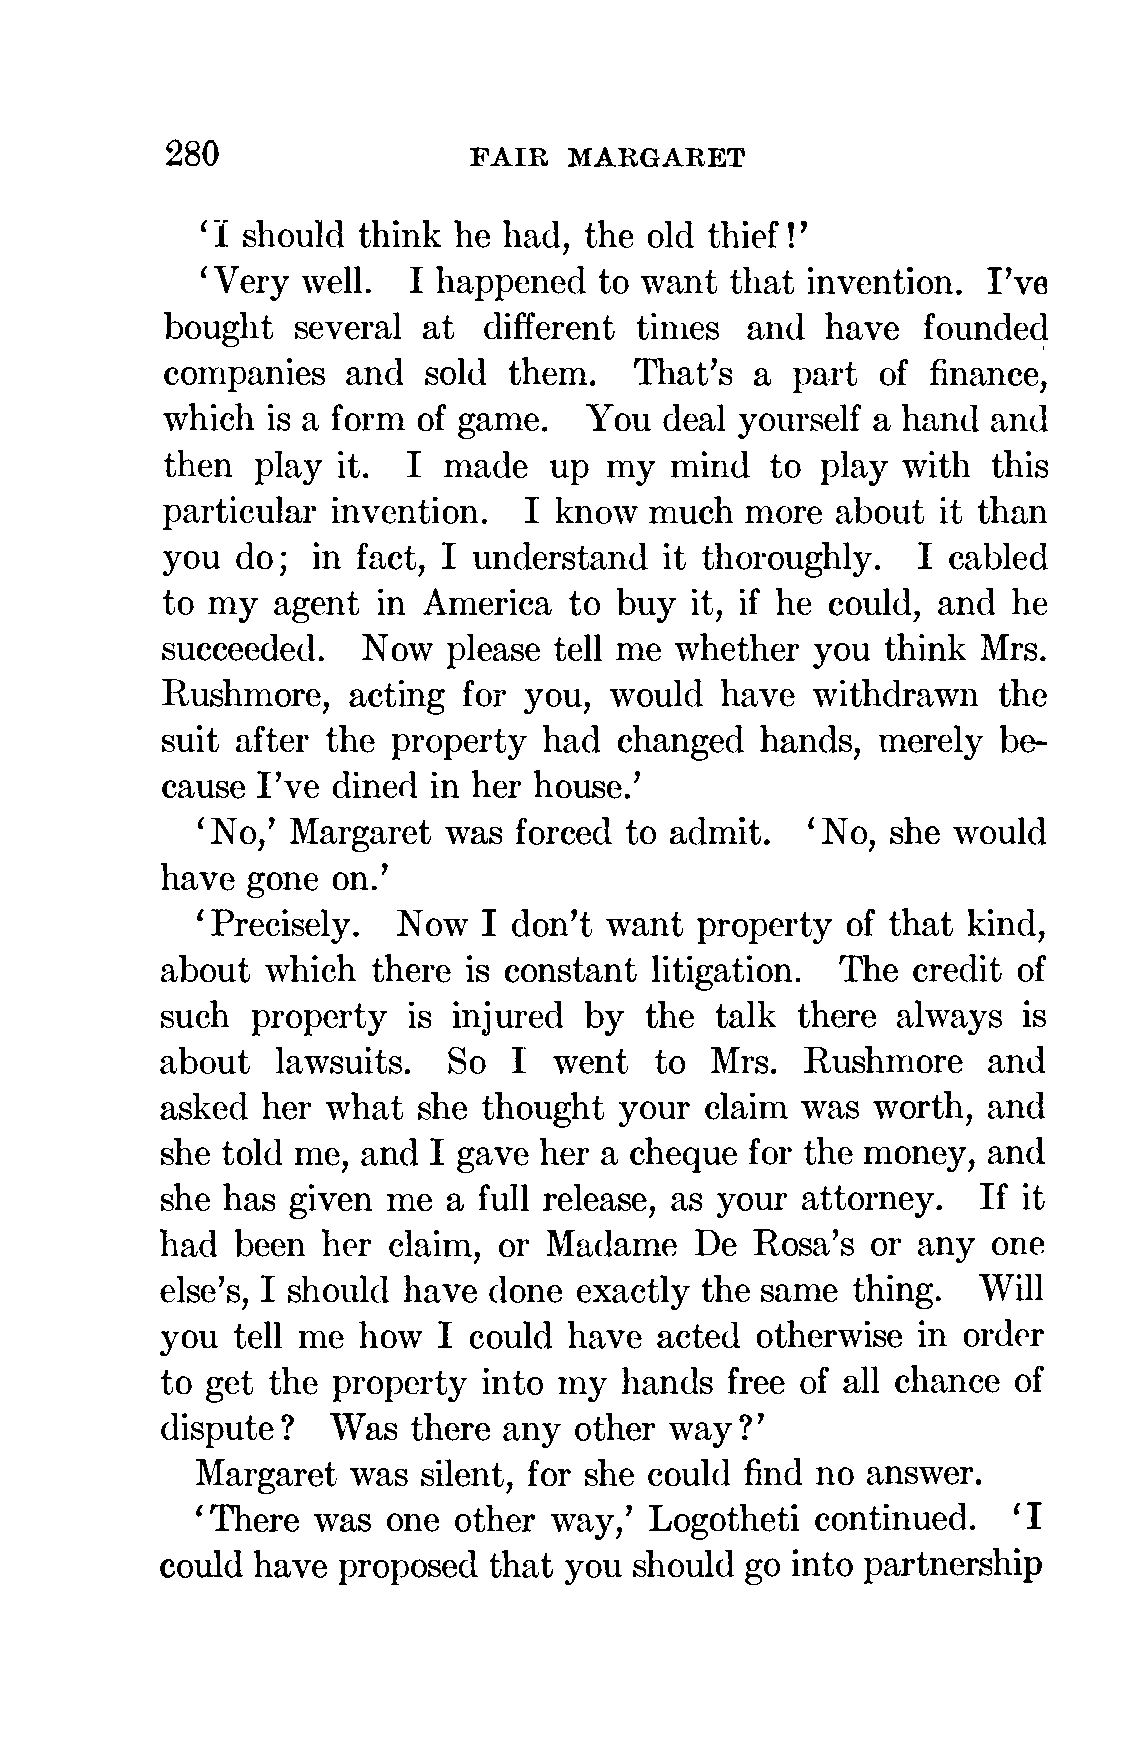 280 FAIR MARGARET
‘I should think he had, the old thief!’
‘Very well. I happened to want that invention. I’ve
bought several at different times and have founded
companies and sold them. That’s a part of finance,
which is a form of game. You deal yourself a hand and
then play it. I made up my mind to play with this
particular invention. I know much more about it than
you do; in fact, I understand it thoroughly. I cabled
to my agent in America to buy it, if he could, and he
succeeded. Now please tell me whether you think Mrs.
Rushmore, acting for you, would have withdrawn the
suit after the property had changed hands, merely be-
cause I’ve dined in her house.’
‘No,’ Margaret was forced to admit. ‘No, she would
have gone on.’
‘Precisely. Now I don’t want property of that kind,
about which there is constant litigation. The credit of
such property is injured by the talk there always is
about lawsuits. So I went to Mrs. Rushmore and
asked her what she thought your claim was worth, and
she told me, and I gave her a cheque for the money, and
she has given me a full release, as your attorney. If it
had been her claim, or Madame De Rosa’s or any one
else’s, I should have done exactly the same thing. Will
you tell me how I could have acted otherwise in order
to get the property into my hands free of all chance of
dispute? Was there any other way?’
Margaret was silent, for she could find no answer.
‘There was one other way,’ Logotheti continued. ‘I
could have proposed that you should go into partnership